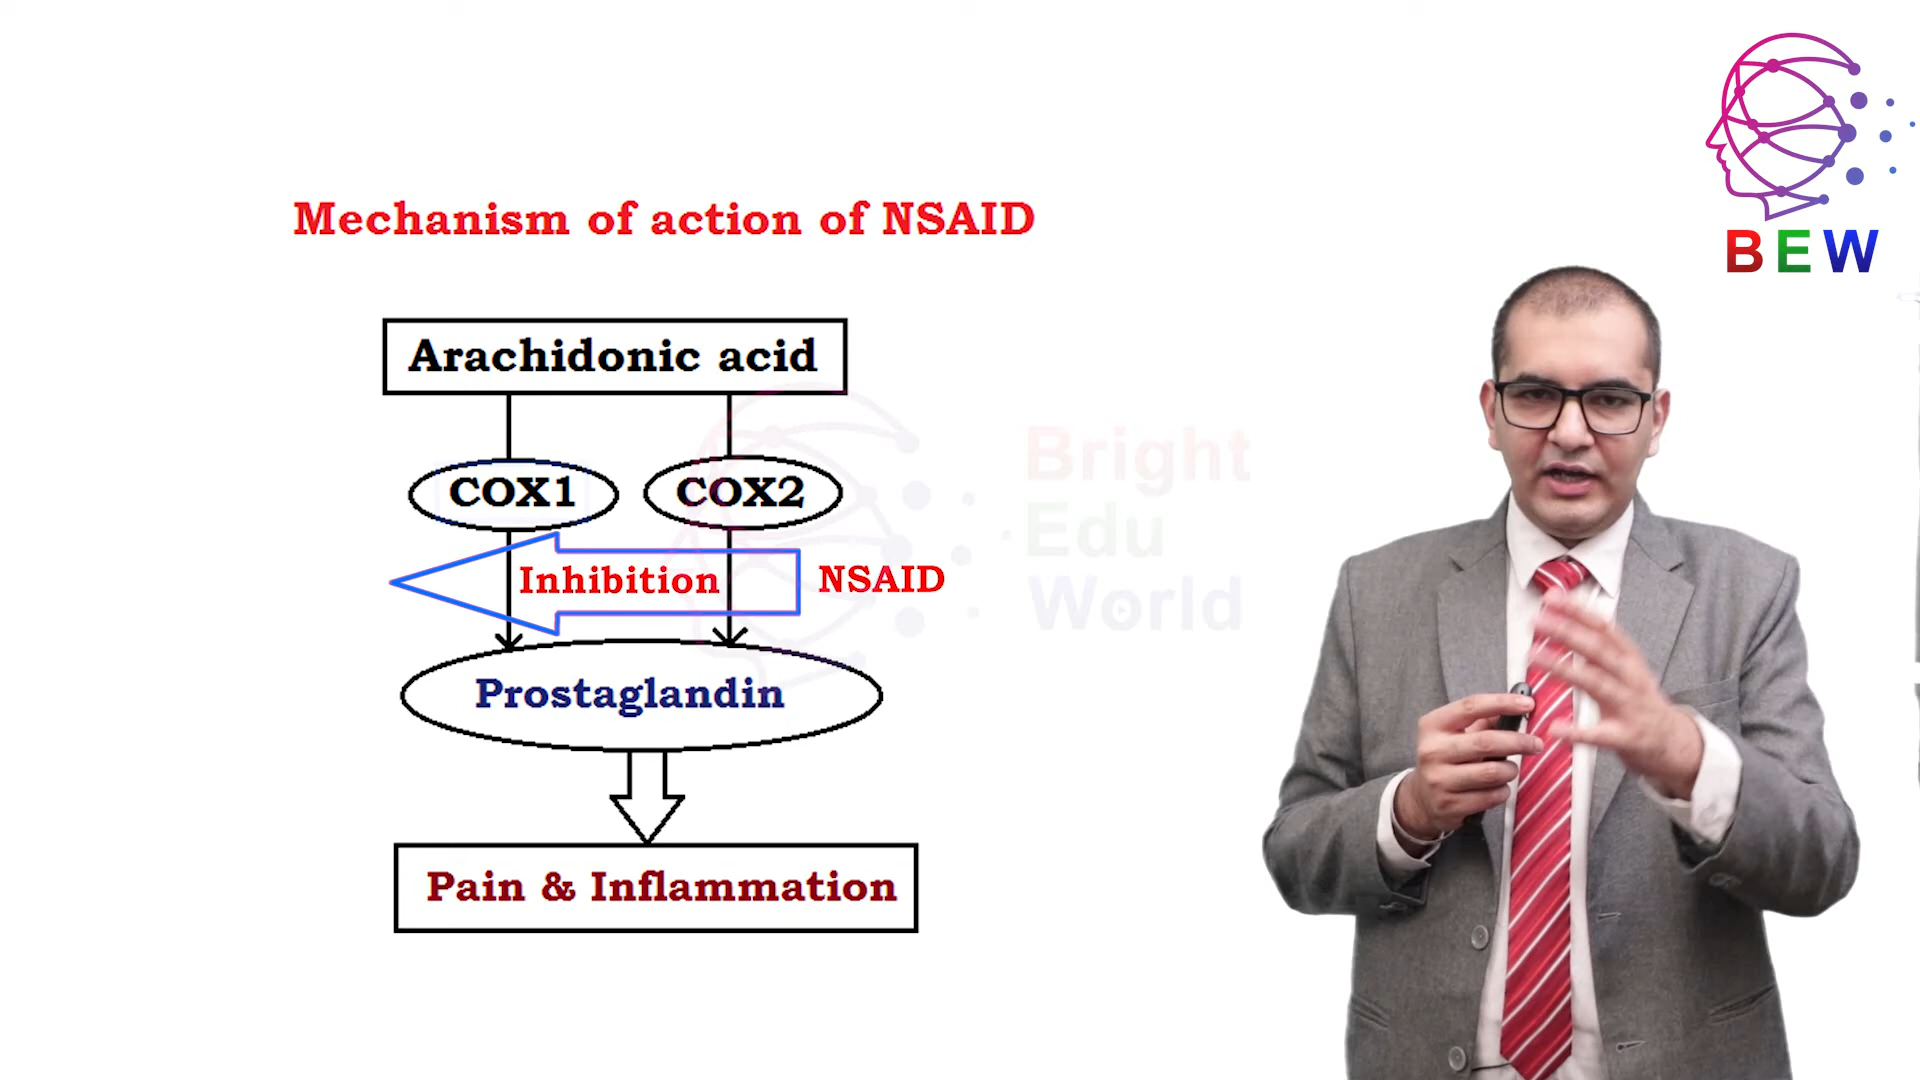 Mechanism of action of NSAID
Arachidonic acid
COX1
COX2
Inhibition
NSAID
Prostaglandin
Pain & Inflammation
BEW
Bright
Edu
World